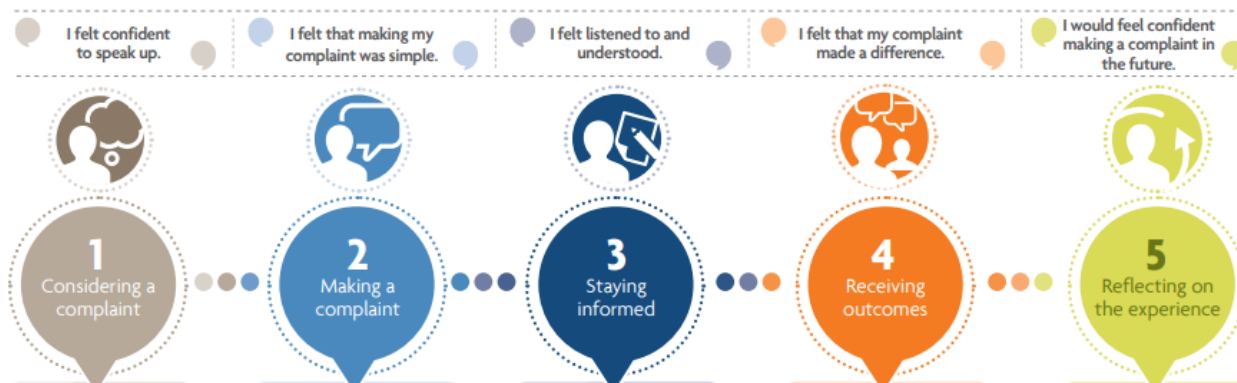 I felt confident
to speak up.
I felt that making my
complaint was simple.
I felt listened to and
understood.
I felt that my complaint
made a difference.
I would feel confident
making a complaint in
the future.
1
Considering a
complaint
2
Making a
complaint
3
Staying
informed
4
Receiving
outcomes
5
Reflecting on
the experience